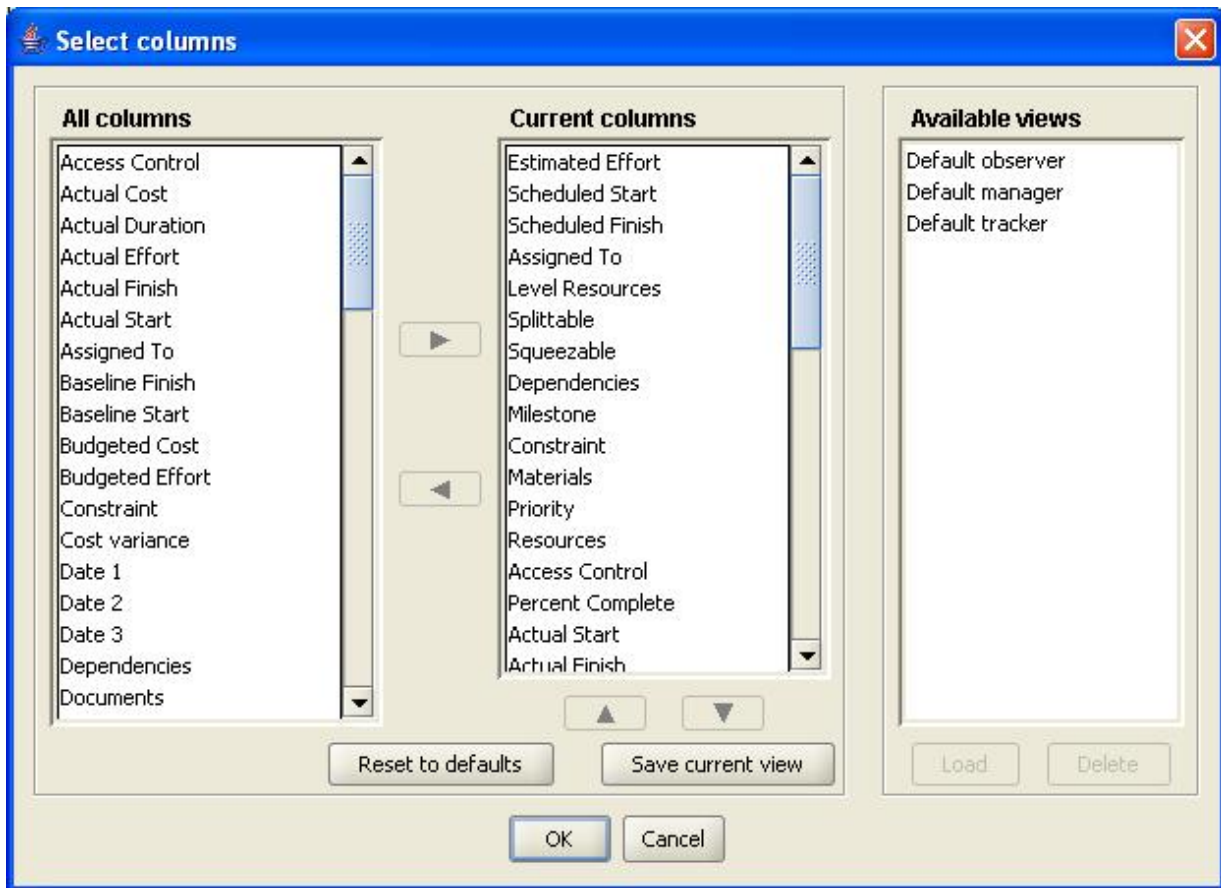 Select columns
All columns
Access Control
Actual Cost
Actual Duration
Actual Effort
Actual Finish
Actual Start
Assigned To
Baseline Finish
Baseline Start
Budgeted Cost
Budgeted Effort
Constraint
Cost variance
Date 1
Date 2
Date 3
Dependencies
Documents
Current columns
Estimated Effort
Scheduled Start
Scheduled Finish
Assigned To
Level Resources
Splittable
Squeezable
Dependencies
Milestone
Constraint
Materials
Priority
Resources
Access Control
Percent Complete
Actual Start
Actual Finish
Reset to defaults
Save current view
Available views
Default observer
Default manager
Default tracker
Load
Delete
OK
Cancel